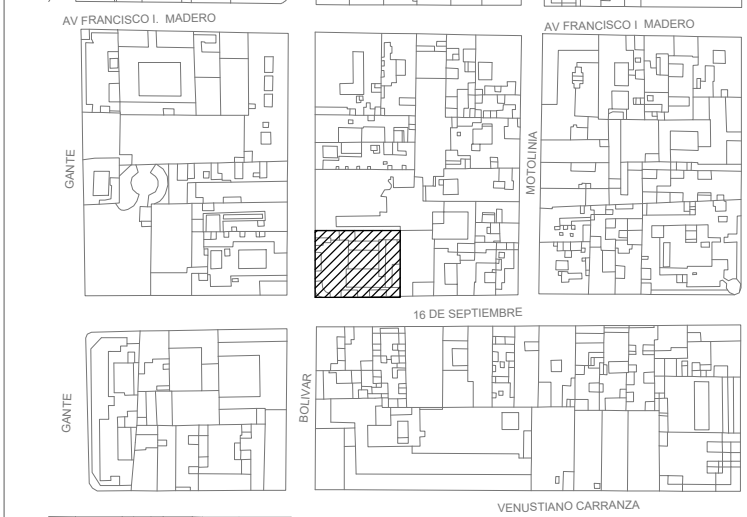 AV FRANCISCO I. MADERO
AV FRANCISCO I MADERO
GANTE
MOTOLINIA
16 DE SEPTIEMBRE
GANTE
BOLIVAR
VENUSTIANO CARRANZA